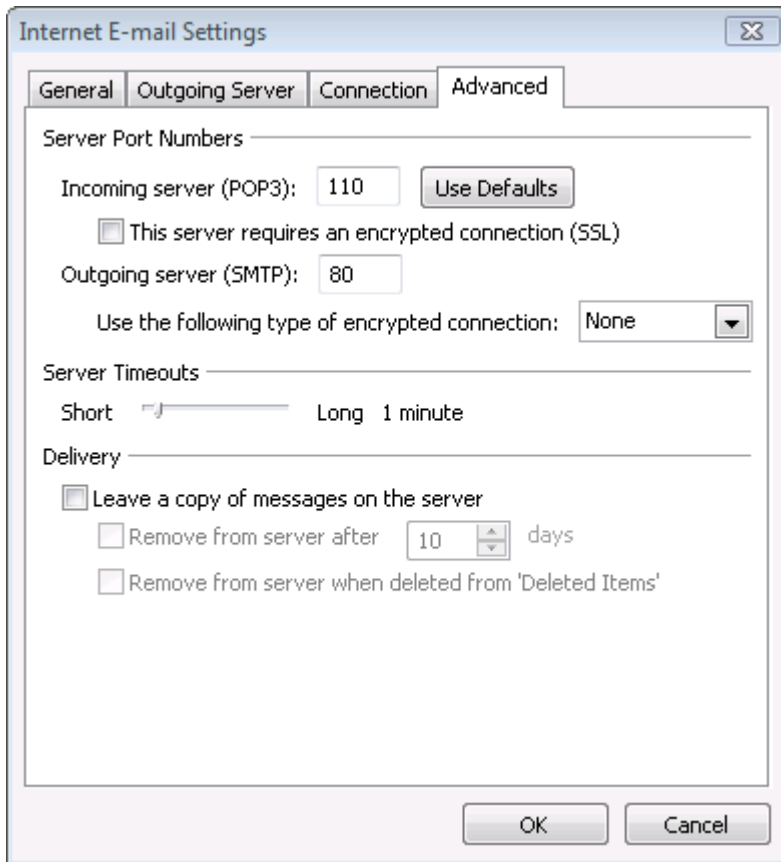 Internet E-mail Settings
General Outgoing Server Connection Advanced
Server Port Numbers
Incoming server (POP3): 110 Use Defaults
This server requires an encrypted connection (SSL)
Outgoing server (SMTP): 80
Use the following type of encrypted connection: None
Server Timeouts
Short Long 1 minute
Delivery
Leave a copy of messages on the server
Remove from server after 10 days
Remove from server when deleted from 'Deleted Items'
OK Cancel